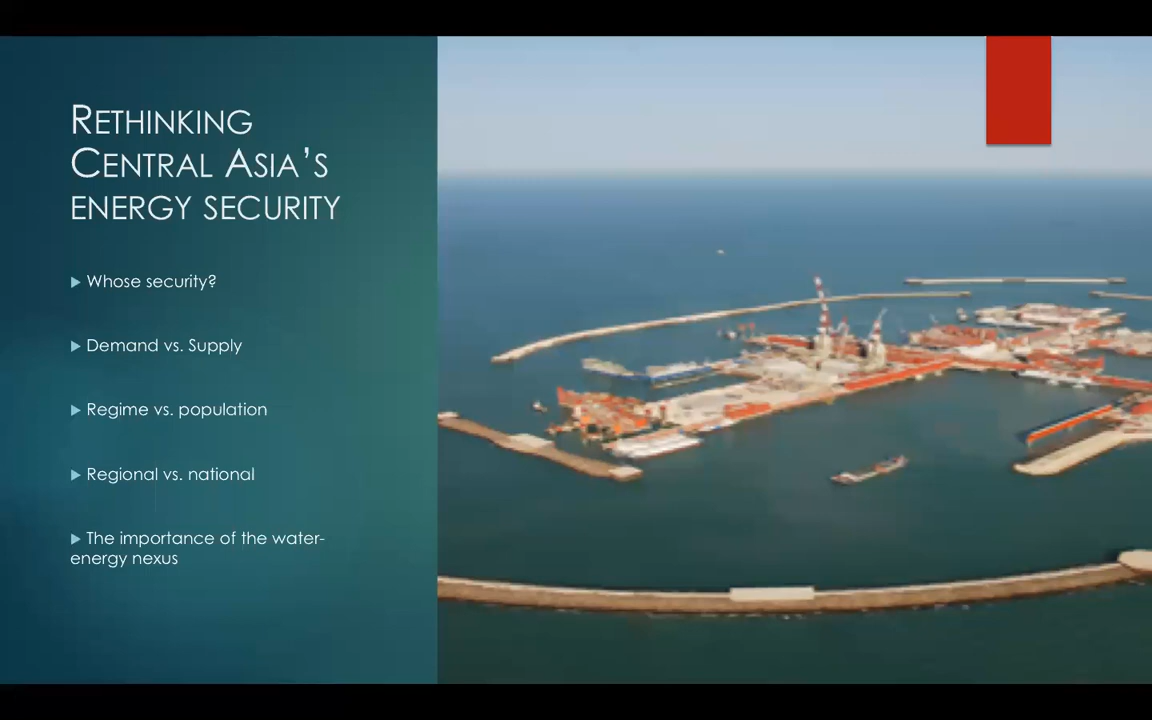 Rethinking
Central Asia's
energy security
Whose security?
Demand vs. Supply
Regime vs. population
Regional vs. national
The importance of the water-
energy nexus